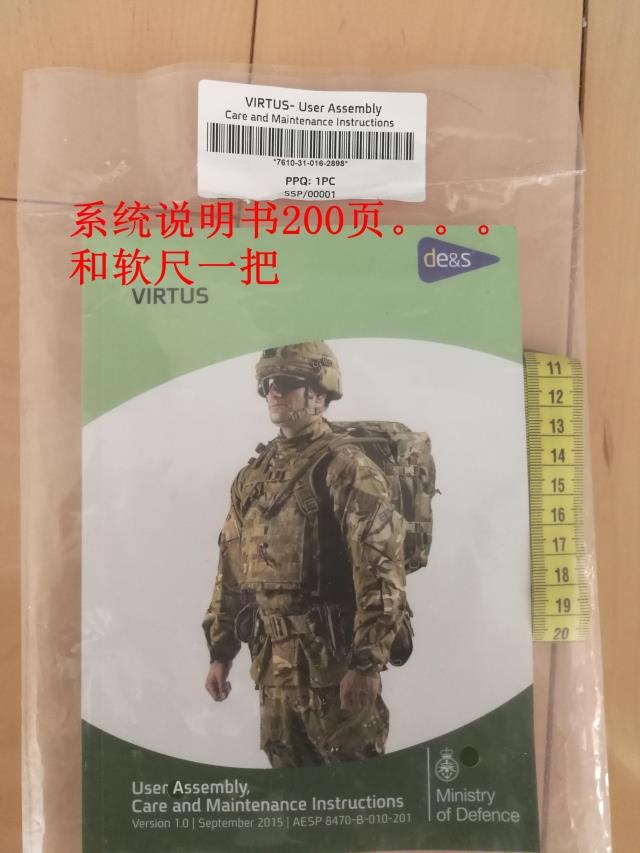 VIRTUS- User Assembly
Care and Maintenance Instructions
*7610-31-016-2898*
PPQ: 1PC
SSP/00001
系统说明书200页。。。
和软尺一把
de&s
VIRTUS
11
12
13
14
15
16
17
18
19
20
User Assembly,
Care and Maintenance Instructions
Version 1.0 | September 2015 | AESP 8470-B-010-201
Ministry
of Defence